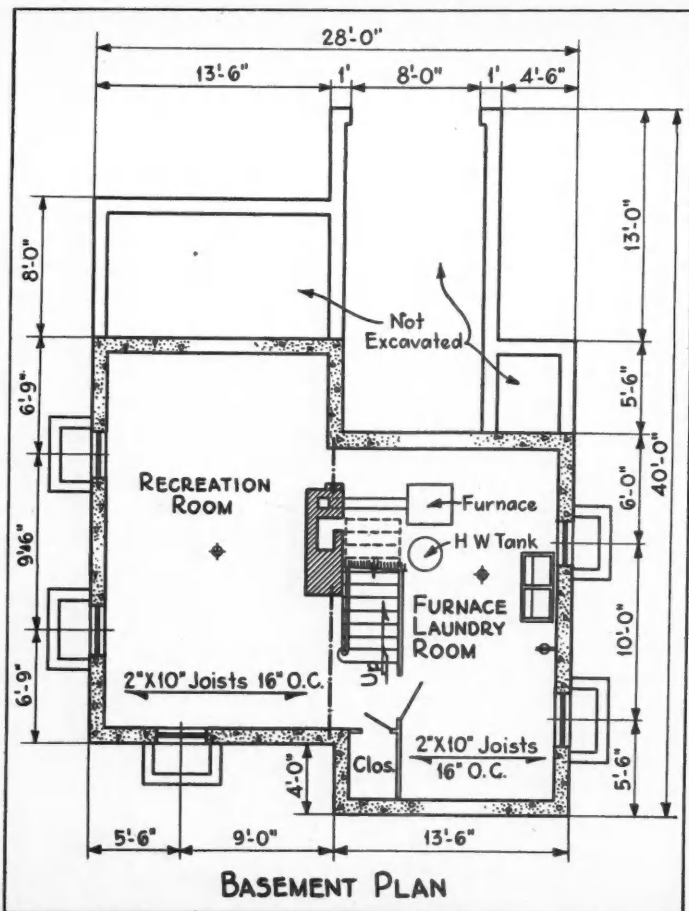 28'-0"
13'-6" 1' 8'-0" 1' 4'-6"
8'-0"
13'-0"
Not
Excavated
6'-9"
5'-6"
40'-0"
RECREATION
ROOM
Furnace
6'-0"
9'-6"
H W Tank
FURNACE
LAUNDRY
ROOM
10'-0"
Up
6'-9"
2"X10" Joists 16" O.C.
Clos.
2"X10" Joists
16" O.C.
4'-0"
5'-6"
5'-6" 9'-0" 13'-6"
BASEMENT PLAN